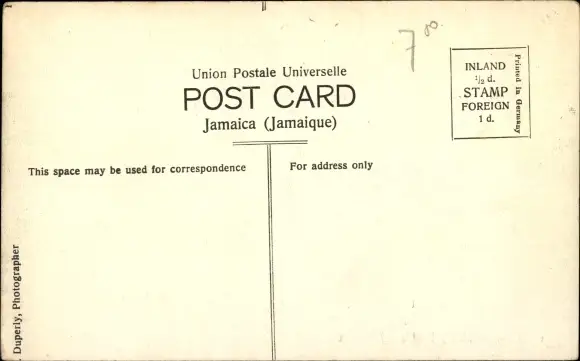 7 00
Union Postale Universelle
POST CARD
Jamaica (Jamaique)
INLAND
1/2 d.
STAMP
FOREIGN
1 d.
Printed in Germany
This space may be used for correspondence
For address only
. Duperly, Photographer